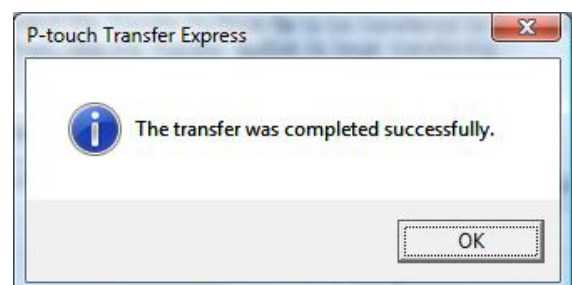 P-touch Transfer Express
The transfer was completed successfully.
OK